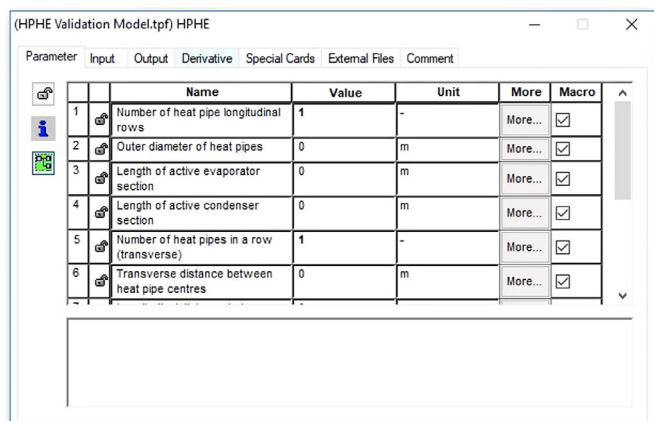 (HPHE Validation Model.tpf) HPHE
Parameter Input Output Derivative Special Cards External Files Comment
Name Value Unit More Macro
1 Number of heat pipe longitudinal rows 1 - More...
2 Outer diameter of heat pipes 0 m More...
3 Length of active evaporator section 0 m More...
4 Length of active condenser section 0 m More...
5 Number of heat pipes in a row (transverse) 1 - More...
6 Transverse distance between heat pipe centres 0 m More...